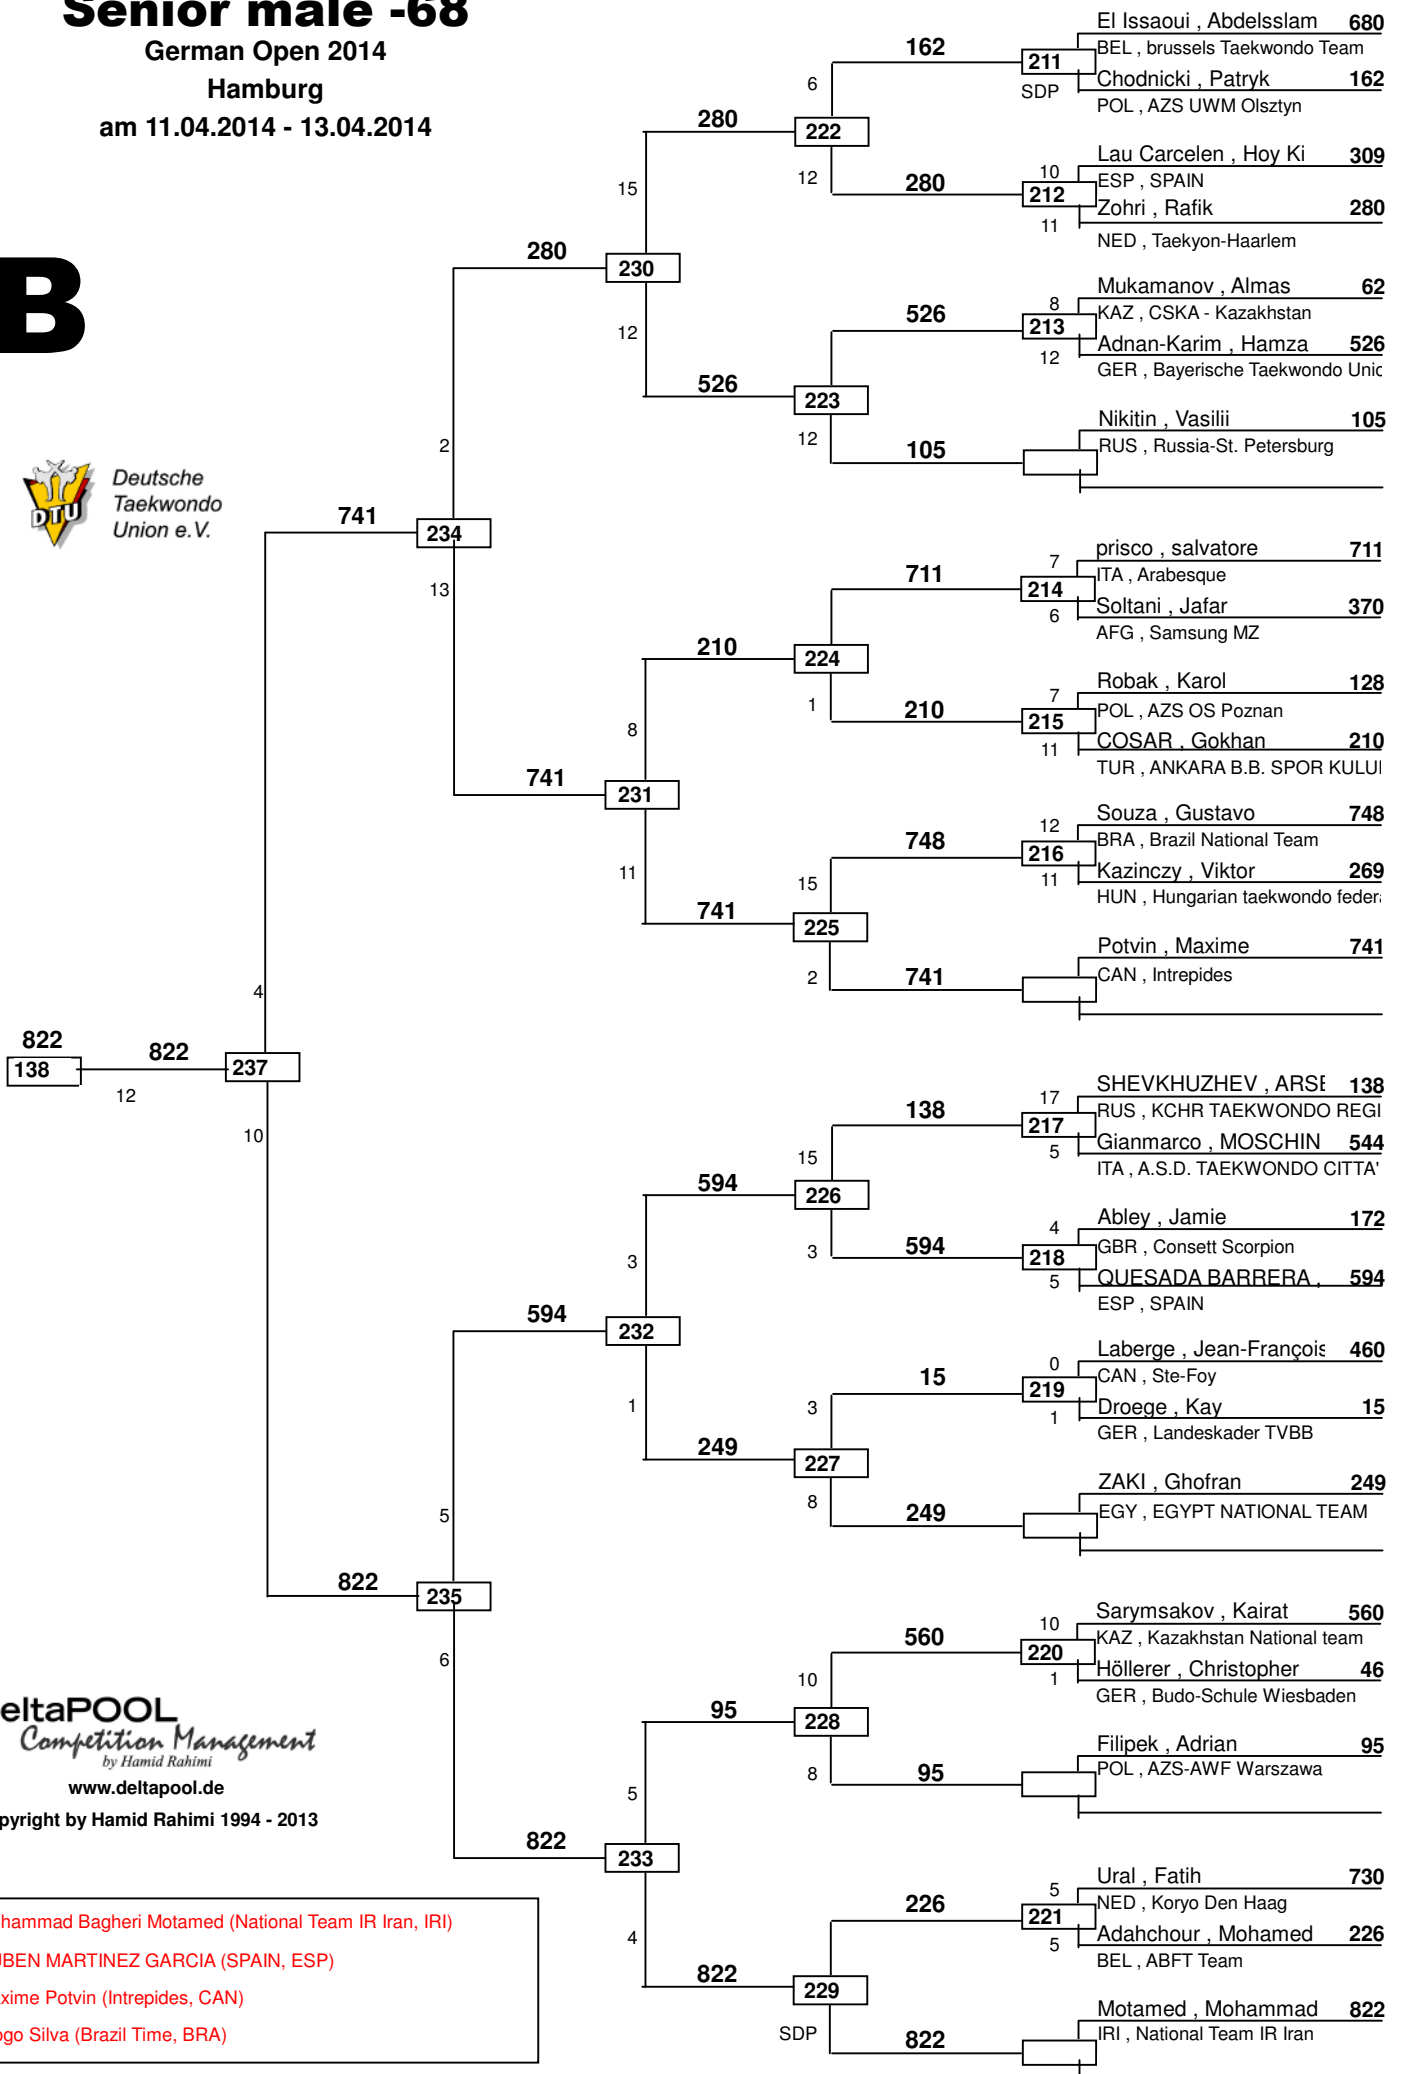 Senior male -68
German Open 2014
Hamburg
am 11.04.2014 - 13.04.2014
B
Deutsche
Taekwondo
Union e.V.
DTU
El Issaoui , Abdelsslam 680
BEL , brussels Taekwondo Team
162
211
SDP
Chodnicki , Patryk 162
POL , AZS UWM Olsztyn
6
280
222
12
Lau Carcelen , Hoy Ki 309
10
ESP , SPAIN
280
212
Zohri , Rafik 280
11
NED , Taekyon-Haarlem
15
280
230
12
Mukamanov , Almas 62
8
KAZ , CSKA - Kazakhstan
526
213
Adnan-Karim , Hamza 526
12
GER , Bayerische Taekwondo Unio
526
223
12
Nikitin , Vasilii 105
RUS , Russia-St. Petersburg
105
2
741
234
13
prisco , salvatore 711
7
ITA , Arabesque
711
214
Soltani , Jafar 370
6
AFG , Samsung MZ
210
224
1
Robak , Karol 128
7
POL , AZS OS Poznan
210
215
COSAR , Gokhan 210
11
TUR , ANKARA B.B. SPOR KULU
8
741
231
11
Souza , Gustavo 748
12
BRA , Brazil National Team
748
216
Kazinczy , Viktor 269
11
HUN , Hungarian taekwondo feder
15
741
225
2
Potvin , Maxime 741
CAN , Intrepides
741
4
822
138
822
12
237
10
SHEVKHUZHEV , ARSE 138
17
RUS , KCHR TAEKWONDO REGI
138
217
Gianmarco , MOSCHIN 544
5
ITA , A.S.D. TAEKWONDO CITTA'
15
594
226
3
Abley , Jamie 172
4
GBR , Consett Scorpion
594
218
QUESADA BARRERA , 594
5
ESP , SPAIN
3
594
232
1
Laberge , Jean-François 460
0
CAN , Ste-Foy
15
219
Droege , Kay 15
1
GER , Landeskader TVBB
3
249
227
8
ZAKI , Ghofran 249
EGY , EGYPT NATIONAL TEAM
249
5
822
235
6
Sarymsakov , Kairat 560
10
KAZ , Kazakhstan National team
560
220
Höllerer , Christopher 46
1
GER , Budo-Schule Wiesbaden
10
95
228
8
Filipek , Adrian 95
POL , AZS-AWF Warszawa
95
5
822
233
4
Ural , Fatih 730
5
NED , Koryo Den Haag
226
221
Adahchour , Mohamed 226
5
BEL , ABFT Team
822
229
SDP
Motamed , Mohammad 822
IRI , National Team IR Iran
822
eltaPOOL
Competition Management
by Hamid Rahimi
www.deltapool.de
pyright by Hamid Rahimi 1994 - 2013
hammad Bagheri Motamed (National Team IR Iran, IRI)
BEN MARTINEZ GARCIA (SPAIN, ESP)
xime Potvin (Intrepides, CAN)
ogo Silva (Brazil Time, BRA)